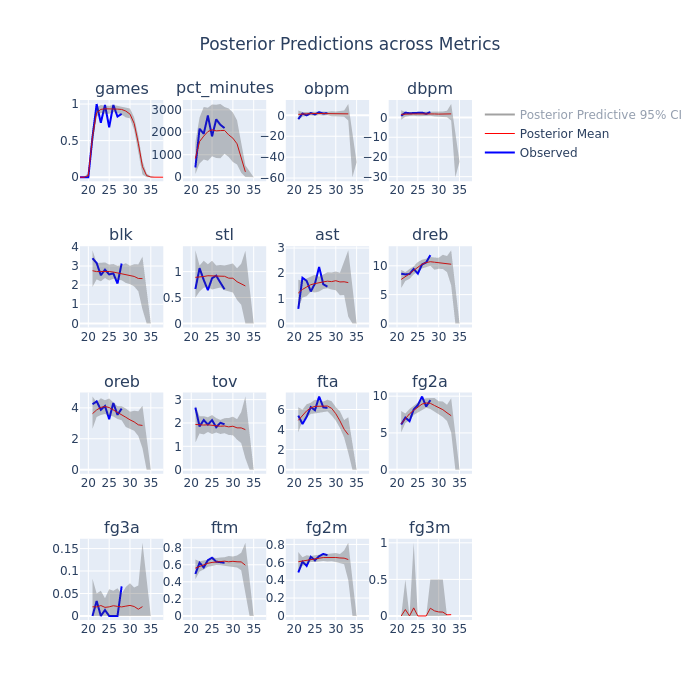 Posterior Predictions across Metrics
games pct_minutes obpm dbpm
1 0.5 0
3000 2000 1000 0
0 −20 −40 −60
0 −10 −20 −30
20 25 30 35 20 25 30 35 20 25 30 35 20 25 30 35
Posterior Predictive 95% CI
Posterior Mean
Observed
blk stl ast dreb
4 3 2 1 0
1 0.5 0
3 2 1 0
10 5 0
20 25 30 35 20 25 30 35 20 25 30 35 20 25 30 35
oreb tov fta fg2a
4 2 0
3 2 1 0
6 4 2 0
10 5 0
20 25 30 35 20 25 30 35 20 25 30 35 20 25 30 35
fg3a ftm fg2m fg3m
0.15 0.1 0.05 0
0.8 0.6 0.4 0.2 0
0.8 0.6 0.4 0.2 0
1 0.5 0
20 25 30 35 20 25 30 35 20 25 30 35 20 25 30 35